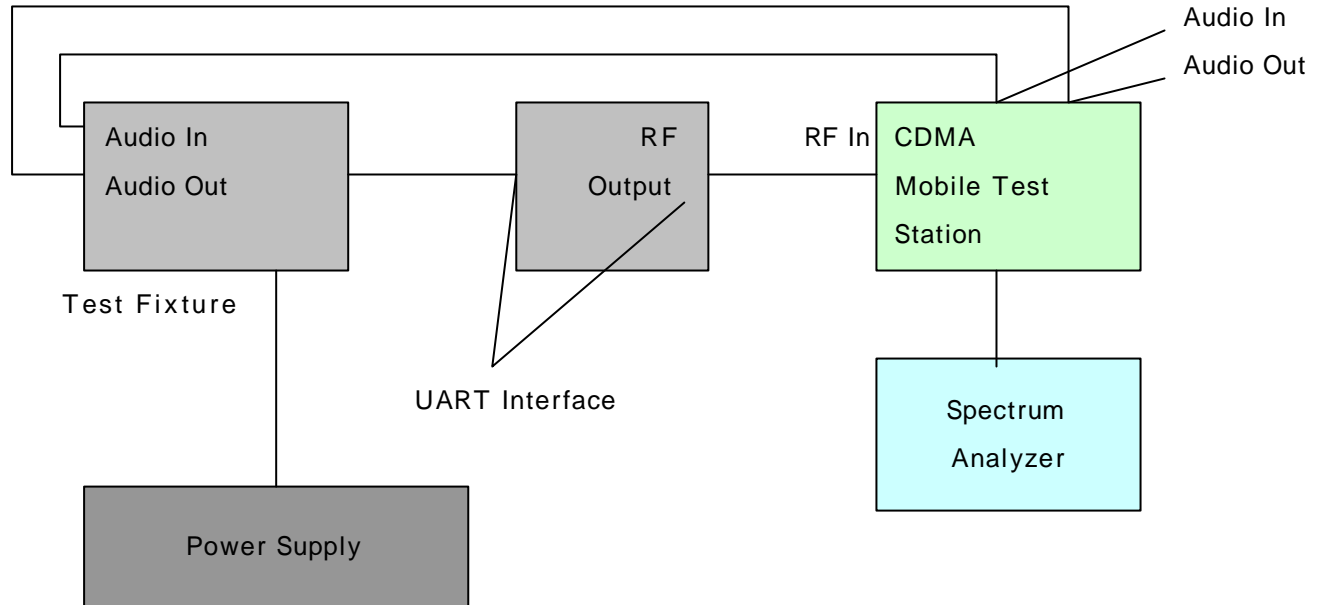 Audio In
Audio Out
Audio In
Audio Out
RF
Output
RF In
CDMA
Mobile Test
Station
Test Fixture
UART Interface
Spectrum
Analyzer
Power Supply